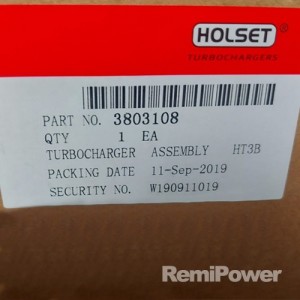 HOLSET
TURBOCHARGERS
PART NO. 3803108
QTY 1 EA
TURBOCHARGER ASSEMBLY HT3B
PACKING DATE 11-Sep-2019
SECURITY NO. W190911019
RemiPower